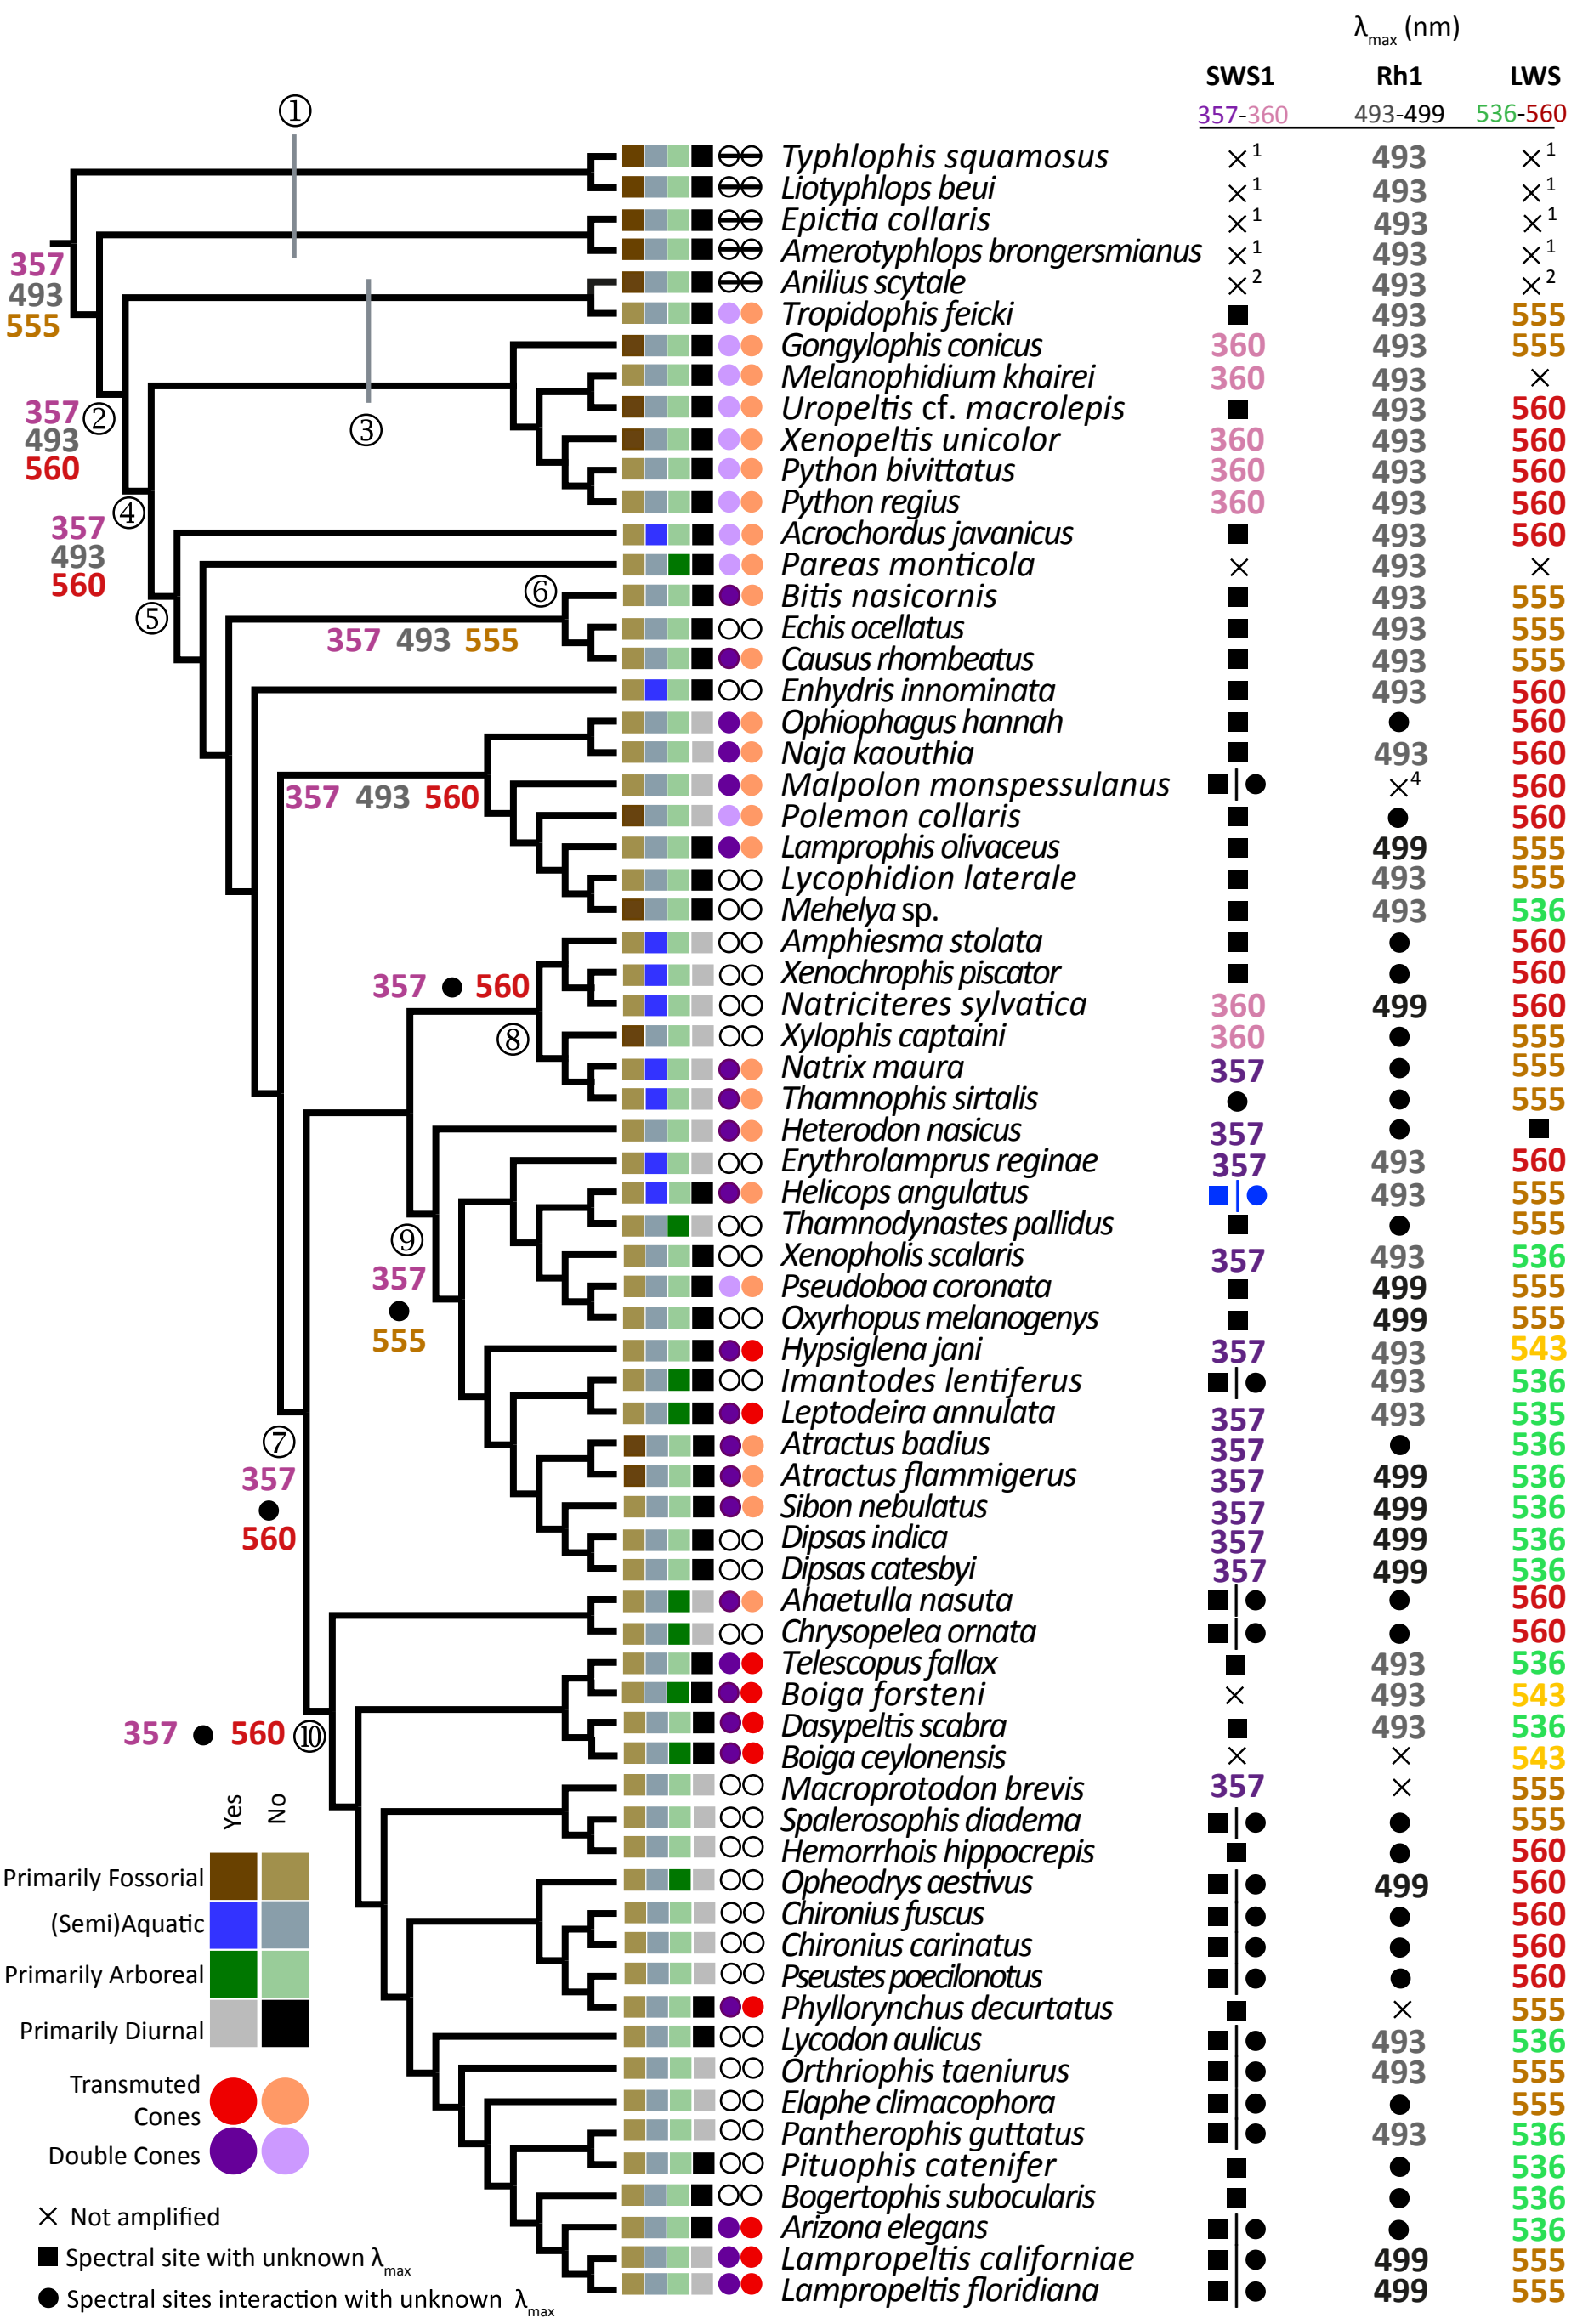 λmax (nm)
SWS1 Rh1 LWS
357-360 493-499 536-560
①
Typhlophis squamosus ×1 493 ×1
Liotyphlops beui ×1 493 ×1
Epictia collaris ×1 493 ×1
Amerotyphlops brongersmianus ×1 493 ×1
357
493
555
Anilius scytale ×2 493 ×2
Tropidophis feicki ■ 493 555
Gongylophis conicus 360 493 555
Melanophidium khairei 360 493 ×
357 ②
493
560
③
Uropeltis cf. macrolepis ■ 493 560
Xenopeltis unicolor 360 493 560
Python bivittatus 360 493 560
Python regius 360 493 560
④
357
493
560
Acrochordus javanicus ■ 493 560
Pareas monticola × 493 ×
⑤
⑥
Bitis nasicornis ■ 493 555
357 493 555
Echis ocellatus ■ 493 555
Causus rhombeatus ■ 493 555
Enhydris innominata ■ 493 560
Ophiophagus hannah ■ ● 560
Naja kaouthia ■ 493 560
357 493 560
Malpolon monspessulanus ■|● ×4 560
Polemon collaris ■ ● 560
Lamprophis olivaceus ■ 499 555
Lycophidion laterale ■ 493 555
Mehelya sp. ■ 493 536
Amphiesma stolata ■ ● 560
357 ● 560
Xenochrophis piscator ■ ● 560
Natriciteres sylvatica 360 499 560
⑧
Xylophis captaini 360 ● 555
Natrix maura 357 ● 555
Thamnophis sirtalis ● ● 555
Heterodon nasicus 357 ● ■
Erythrolamprus reginae 357 493 560
Helicops angulatus ■|● 493 555
⑨
357
●
555
Thamnodynastes pallidus ■ ● 555
Xenopholis scalaris 357 493 536
Pseudoboa coronata ■ 499 555
Oxyrhopus melanogenys ■ 499 555
Hypsiglena jani 357 493 543
Imantodes lentiferus ■|● 493 536
Leptodeira annulata 357 493 535
⑦
357
●
560
Atractus badius 357 ● 536
Atractus flammigerus 357 499 536
Sibon nebulatus 357 499 536
Dipsas indica 357 499 536
Dipsas catesbyi 357 499 536
Ahaetulla nasuta ■|● ● 560
Chrysopelea ornata ■|● ● 560
Telescopus fallax ■ 493 536
Boiga forsteni × 493 543
357 ● 560 ⑩
Dasypeltis scabra ■ 493 536
Boiga ceylonensis × × 543
Macroprotodon brevis 357 × 555
Spalerosophis diadema ■|● ● 555
Hemorrhois hippocrepis ■ ● 560
Opheodrys aestivus ■|● 499 560
Chironius fuscus ■|● ● 560
Chironius carinatus ■|● ● 560
Pseustes poecilonotus ■|● ● 560
Phyllorynchus decurtatus ■ × 555
Lycodon aulicus ■|● 493 536
Orthriophis taeniurus ■|● 493 555
Elaphe climacophora ■|● ● 555
Pantherophis guttatus ■|● 493 536
Pituophis catenifer ■ ● 536
Bogertophis subocularis ■ ● 536
Arizona elegans ■|● ● 536
Lampropeltis californiae ■|● 499 555
Lampropeltis floridiana ■|● 499 555
Yes No
Primarily Fossorial
(Semi)Aquatic
Primarily Arboreal
Primarily Diurnal
Transmuted
Cones
Double Cones
× Not amplified
■ Spectral site with unknown λmax
● Spectral sites interaction with unknown λmax